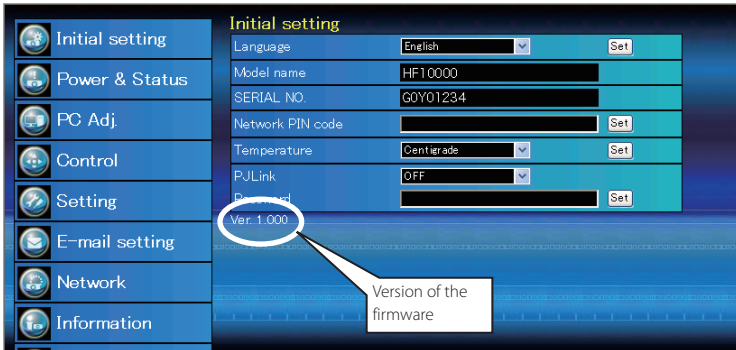 Initial setting
Power & Status
PC Adj.
Control
Setting
E-mail setting
Network
Information
Initial setting
Language English Set
Model name HF10000
SERIAL NO. G0Y01234
Network PIN code Set
Temperature Centigrade Set
PJLink OFF
Password Set
Ver. 1.000
Version of the
firmware